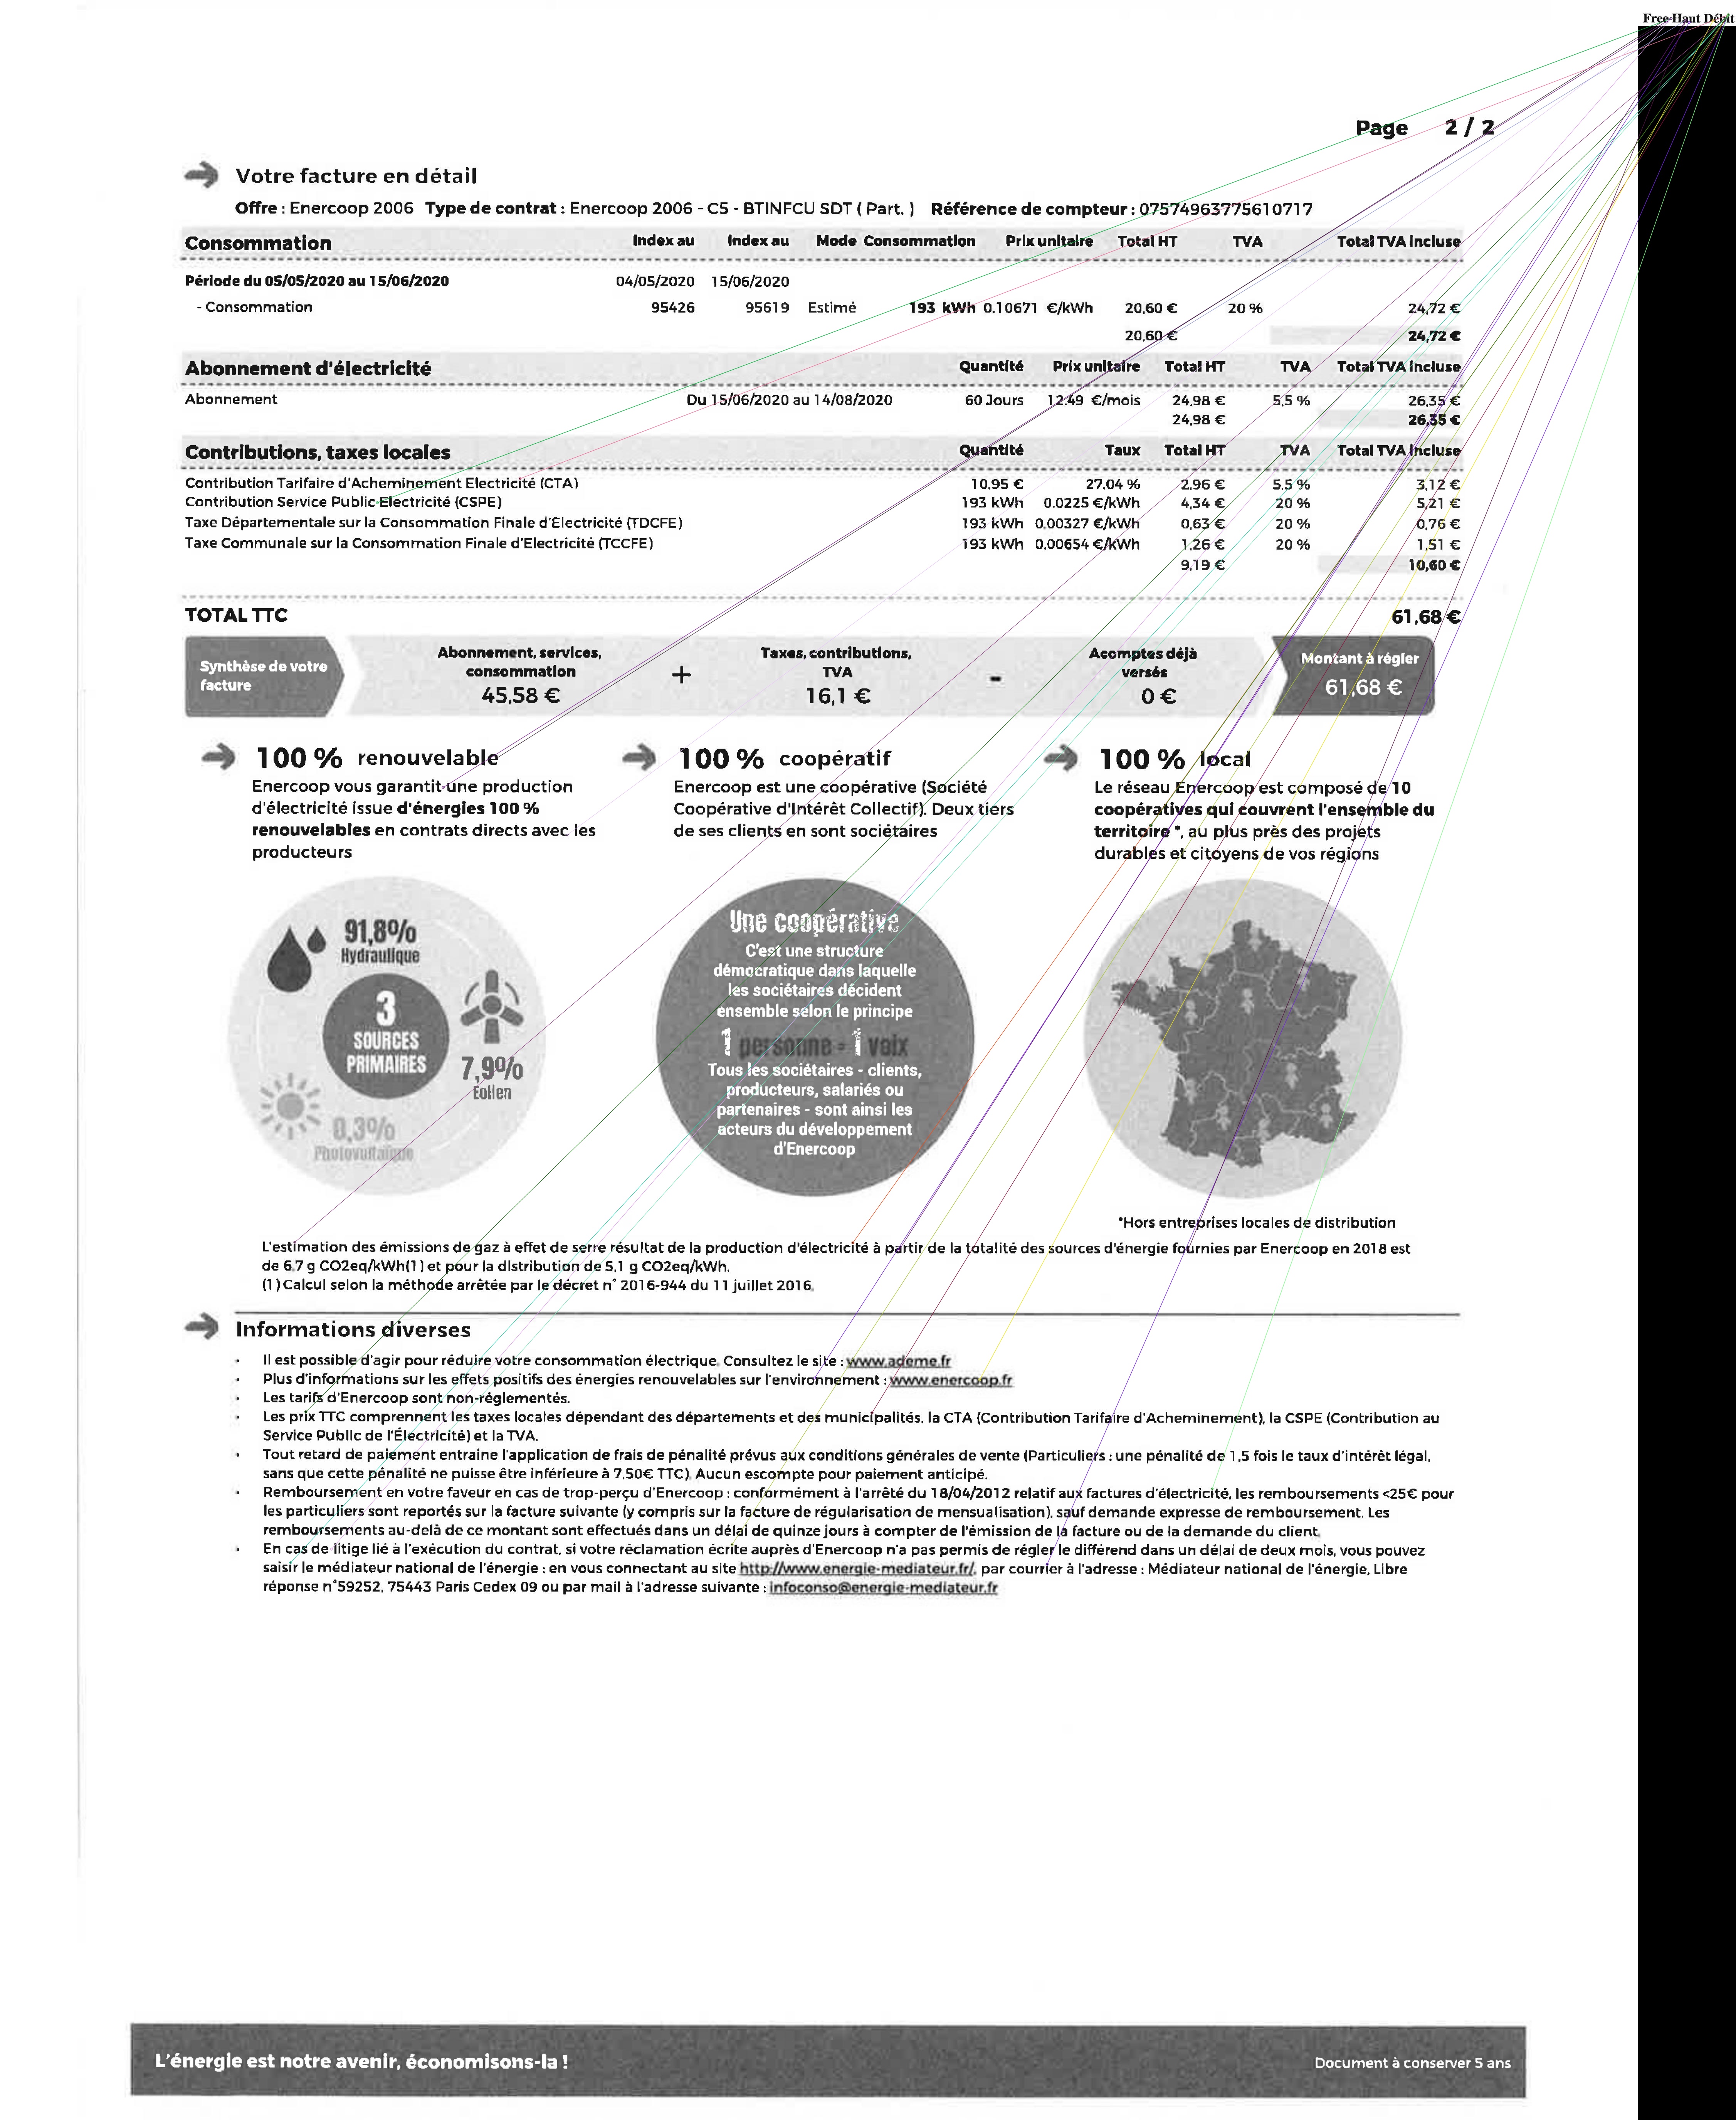 Free Haut Débit
Page 2 / 2
Votre facture en détail
Offre : Enercoop 2006 Type de contrat : Enercoop 2006 - C5 - BTINFCU SDT ( Part. ) Référence de compteur : 07574963775610717
Consommation Index au Index au Mode Consommation Prix unitaire Total HT TVA Total TVA incluse
Période du 05/05/2020 au 15/06/2020 04/05/2020 15/06/2020
- Consommation 95426 95619 Estimé 193 kWh 0.10671 €/kWh 20,60 € 20 % 24,72 €
20,60 € 24,72 €
Abonnement d'électricité Quantité Prix unitaire Total HT TVA Total TVA incluse
Abonnement Du 15/06/2020 au 14/08/2020 60 Jours 12.49 €/mois 24,98 € 5,5 % 26,35 €
24,98 € 26,35 €
Contributions, taxes locales Quantité Taux Total HT TVA Total TVA incluse
Contribution Tarifaire d'Acheminement Electricité (CTA) 10.95 € 27.04 % 2,96 € 5,5 % 3,12 €
Contribution Service Public Electricité (CSPE) 193 kWh 0.0225 €/kWh 4,34 € 20 % 5,21 €
Taxe Départementale sur la Consommation Finale d'Electricité (TDCFE) 193 kWh 0.00327 €/kWh 0,63 € 20 % 0,76 €
Taxe Communale sur la Consommation Finale d'Electricité (TCCFE) 193 kWh 0.00654 €/kWh 1,26 € 20 % 1,51 €
9,19 € 10,60 €
TOTAL TTC 61,68 €
Synthèse de votre facture
Abonnement, services, consommation
45,58 €
+
Taxes, contributions, TVA
16,1 €
-
Acomptes déjà versés
0 €
Montant à régler
61,68 €
100 % renouvelable
Enercoop vous garantit une production
d'électricité issue d'énergies 100 %
renouvelables en contrats directs avec les
producteurs
100 % coopératif
Enercoop est une coopérative (Société
Coopérative d'Intérêt Collectif). Deux tiers
de ses clients en sont sociétaires
100 % local
Le réseau Enercoop est composé de 10
coopératives qui couvrent l'ensemble du
territoire *, au plus près des projets
durables et citoyens de vos régions
91,8%
Hydraulique
3
SOURCES
PRIMAIRES
7,9%
Eolien
0,3%
Photovoltaïque
Une coopérative
C'est une structure
démocratique dans laquelle
les sociétaires décident
ensemble selon le principe
1 personne = 1 voix
Tous les sociétaires - clients,
producteurs, salariés ou
partenaires - sont ainsi les
acteurs du développement
d'Enercoop
*Hors entreprises locales de distribution
L'estimation des émissions de gaz à effet de serre résultat de la production d'électricité à partir de la totalité des sources d'énergie fournies par Enercoop en 2018 est
de 6.7 g CO2eq/kWh(1) et pour la distribution de 5.1 g CO2eq/kWh.
(1) Calcul selon la méthode arrêtée par le décret n° 2016-944 du 11 juillet 2016.
Informations diverses
- Il est possible d'agir pour réduire votre consommation électrique. Consultez le site : www.ademe.fr
- Plus d'informations sur les effets positifs des énergies renouvelables sur l'environnement : www.enercoop.fr
- Les tarifs d'Enercoop sont non-réglementés.
- Les prix TTC comprennent les taxes locales dépendant des départements et des municipalités, la CTA (Contribution Tarifaire d'Acheminement), la CSPE (Contribution au
Service Public de l'Électricité) et la TVA.
- Tout retard de paiement entraine l'application de frais de pénalité prévus aux conditions générales de vente (Particuliers : une pénalité de 1,5 fois le taux d'intérêt légal,
sans que cette pénalité ne puisse être inférieure à 7,50€ TTC). Aucun escompte pour paiement anticipé.
- Remboursement en votre faveur en cas de trop-perçu d'Enercoop : conformément à l'arrêté du 18/04/2012 relatif aux factures d'électricité, les remboursements <25€ pour
les particuliers sont reportés sur la facture suivante (y compris sur la facture de régularisation de mensualisation), sauf demande expresse de remboursement. Les
remboursements au-delà de ce montant sont effectués dans un délai de quinze jours à compter de l'émission de la facture ou de la demande du client.
- En cas de litige lié à l'exécution du contrat, si votre réclamation écrite auprès d'Enercoop n'a pas permis de régler le différend dans un délai de deux mois, vous pouvez
saisir le médiateur national de l'énergie : en vous connectant au site http://www.energie-mediateur.fr/, par courrier à l'adresse : Médiateur national de l'énergie, Libre
réponse n°59252, 75443 Paris Cedex 09 ou par mail à l'adresse suivante : infoconso@energie-mediateur.fr
L'énergie est notre avenir, économisons-la !
Document à conserver 5 ans